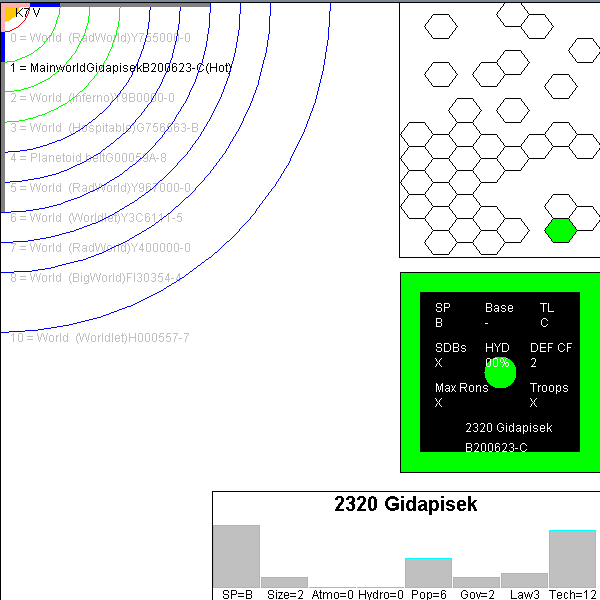 K7 V
0 = World (RadWorld)Y755000-0
1 = MainworldGidapisekB200623-C(Hot)
2 = World (Inferno)Y9B0000-0
3 = World (Hospitable)G756563-B
4 = Planetoid beltG00059A-8
5 = World (RadWorld)Y967000-0
6 = World (Worldlet)Y3C6111-5
7 = World (RadWorld)Y400000-0
8 = World (BigWorld)FI30354-4
10 = World (Worldlet)H000557-7
SP Base TL
B - C
SDBs HYD DEF CF
X 00% 2
Max Rons Troops
X X
2320 Gidapisek
B200623-C
2320 Gidapisek
SP=B Size=2 Atmo=0 Hydro=0 Pop=6 Gov=2 Law3 Tech=12